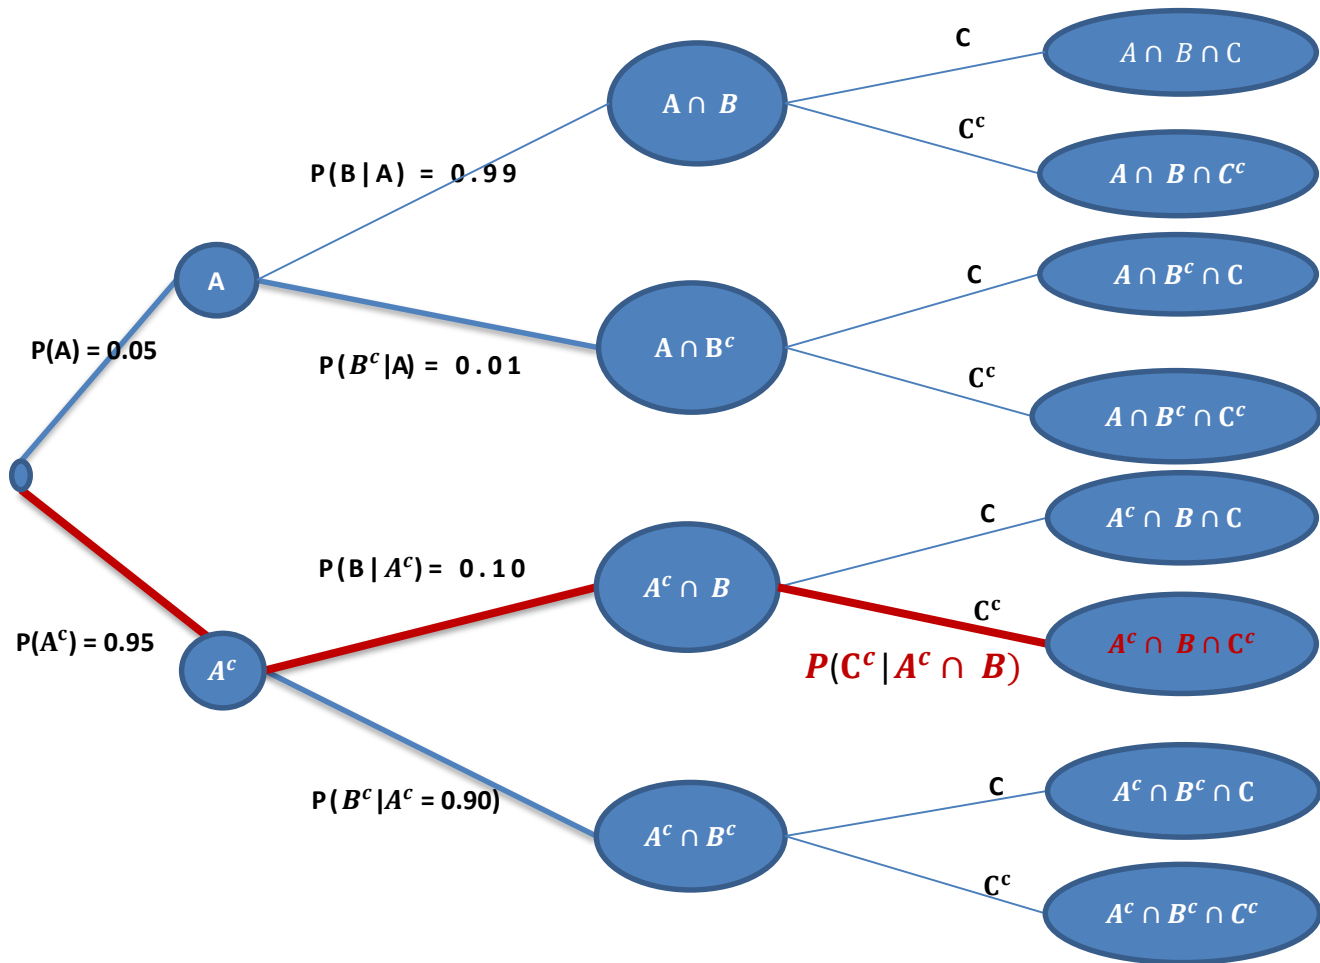 C
A ∩ B ∩ C
A ∩ B
Cᶜ
P(B|A) = 0.99
A ∩ B ∩ Cᶜ
A
C
A ∩ Bᶜ ∩ C
P(A) = 0.05
A ∩ Bᶜ
P(Bᶜ|A) = 0.01
Cᶜ
A ∩ Bᶜ ∩ Cᶜ
C
Aᶜ ∩ B ∩ C
P(B|Aᶜ) = 0.10
Aᶜ ∩ B
Cᶜ
P(Aᶜ) = 0.95
Aᶜ
P(Cᶜ|Aᶜ ∩ B)
Aᶜ ∩ B ∩ Cᶜ
P(Bᶜ|Aᶜ = 0.90)
C
Aᶜ ∩ Bᶜ ∩ C
Aᶜ ∩ Bᶜ
Cᶜ
Aᶜ ∩ Bᶜ ∩ Cᶜ